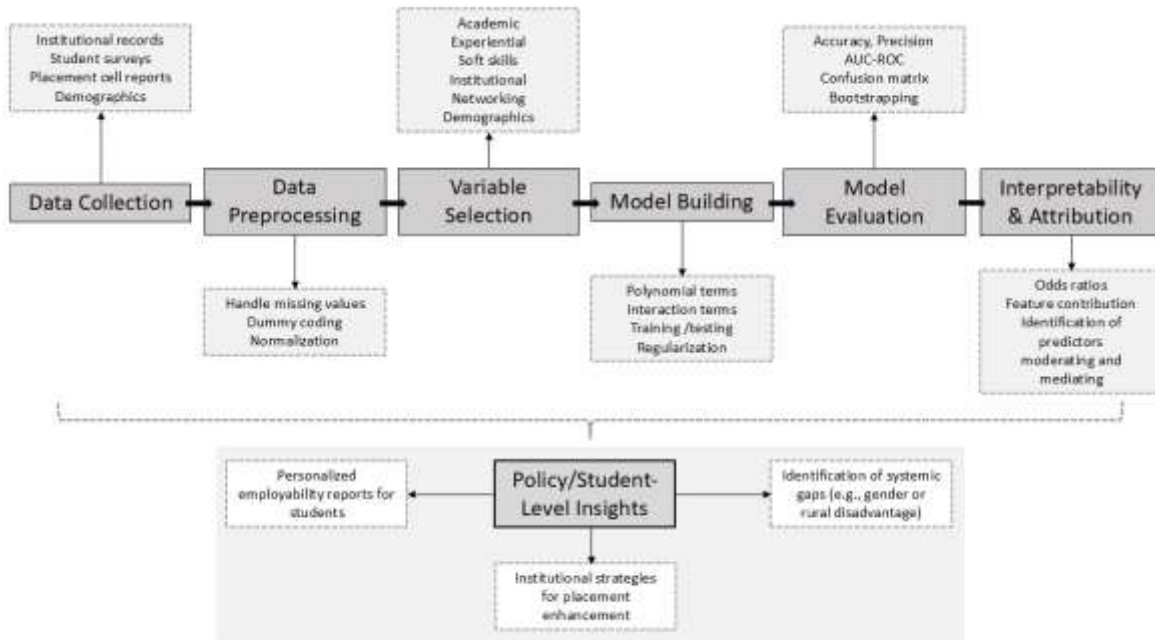 Institutional records
Student surveys
Placement cell reports
Demographics
Academic
Experiential
Soft skills
Institutional
Networking
Demographics
Accuracy, Precision
AUC-ROC
Confusion matrix
Bootstrapping
Data Collection
Data
Preprocessing
Variable
Selection
Model Building
Model
Evaluation
Interpretability
& Attribution
Handle missing values
Dummy coding
Normalization
Polynomial terms
Interaction terms
Training /testing
Regularization
Odds ratios
Feature contribution
Identification of
predictors
moderating and
mediating
Personalized
employability reports for
students
Policy/Student-
Level Insights
Identification of systemic
gaps (e.g., gender or
rural disadvantage)
Institutional strategies
for placement
enhancement